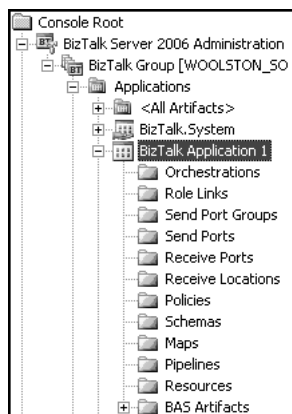 Console Root
BizTalk Server 2006 Administration
BizTalk Group [WOOLSTON_SO
Applications
<All Artifacts>
BizTalk.System
BizTalk Application 1
Orchestrations
Role Links
Send Port Groups
Send Ports
Receive Ports
Receive Locations
Policies
Schemas
Maps
Pipelines
Resources
BAS Artifacts